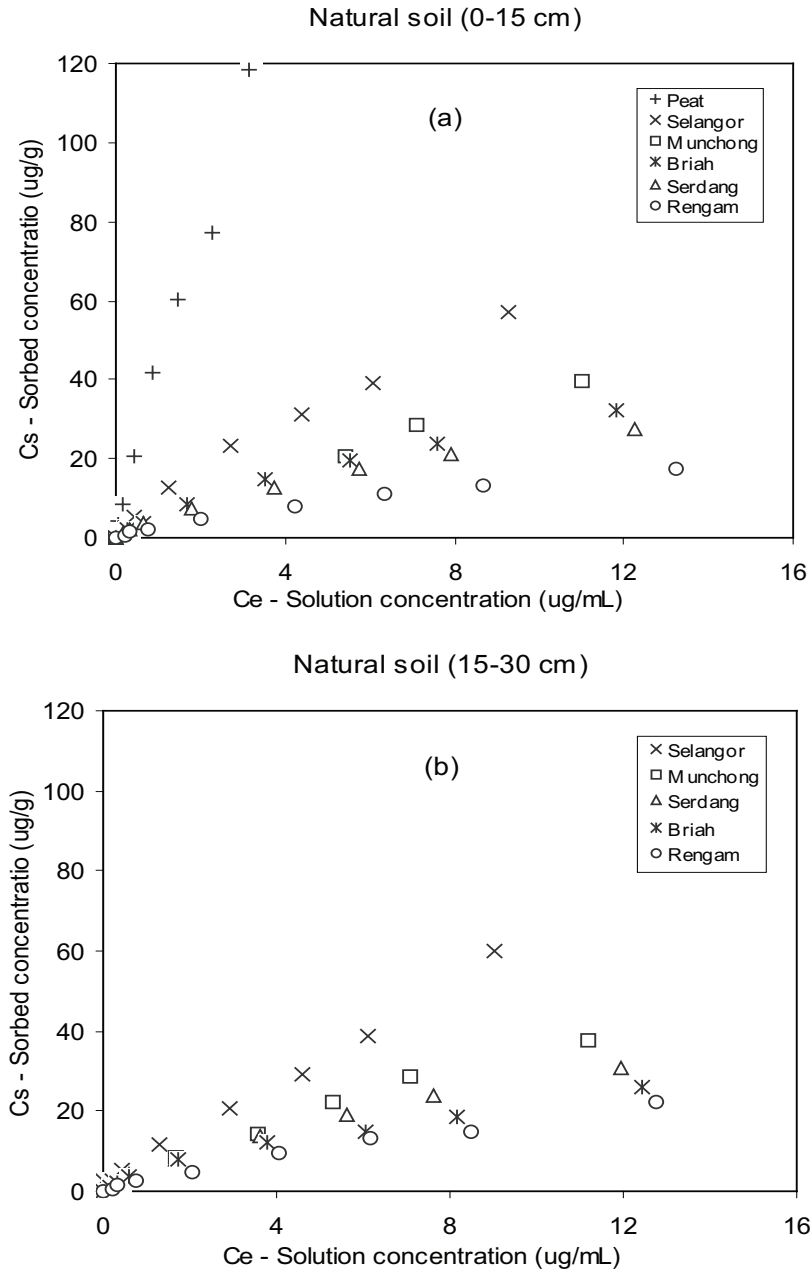 Natural soil (0-15 cm)
Cs - Sorbed concentratio (ug/g)
120
100
80
60
40
20
0
(a)
Peat
Selangor
Munchong
Briah
Serdang
Rengam
0 4 8 12 16
Ce - Solution concentration (ug/mL)
Natural soil (15-30 cm)
Cs - Sorbed concentratio (ug/g)
120
100
80
60
40
20
0
(b)
Selangor
Munchong
Serdang
Briah
Rengam
0 4 8 12 16
Ce - Solution concentration (ug/mL)